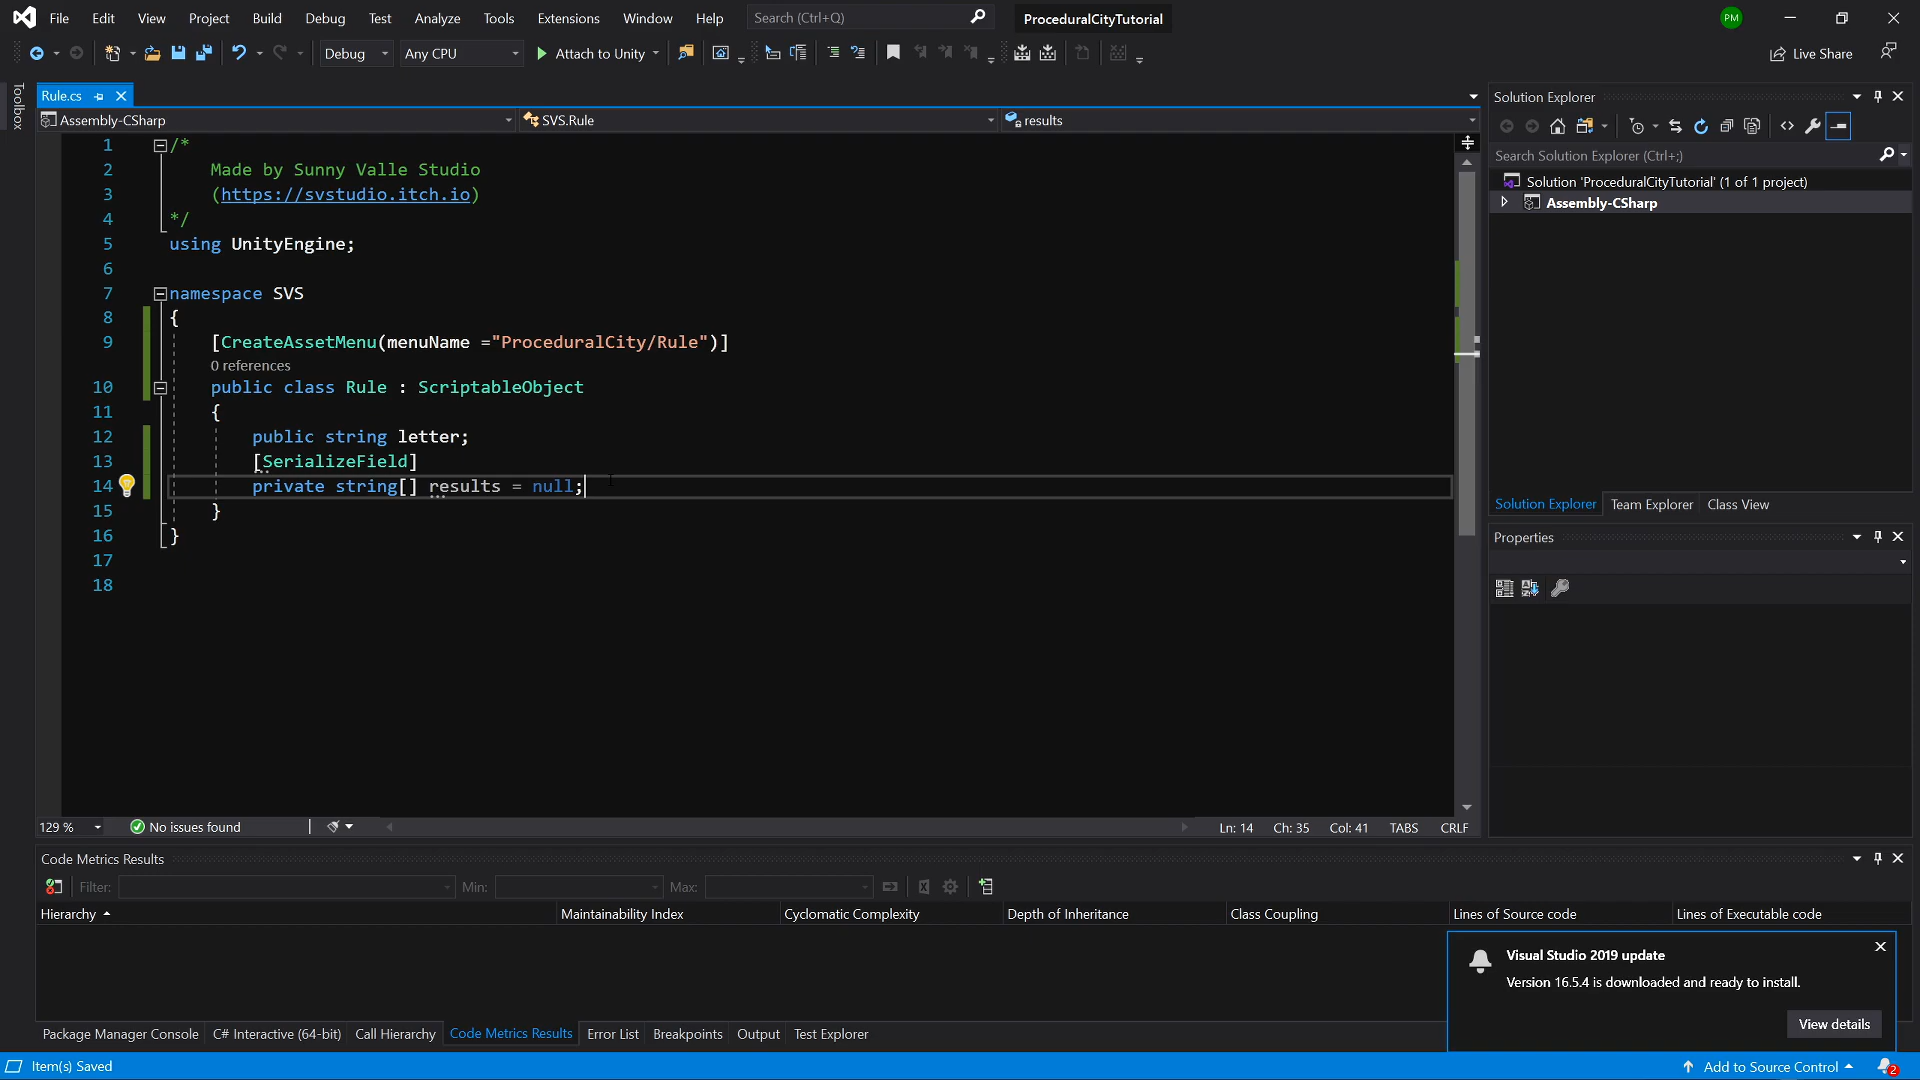 File Edit View Project Build Debug Test Analyze Tools Extensions Window Help Search (Ctrl+Q) ProceduralCityTutorial PM
Debug Any CPU Attach to Unity Live Share
Toolbox
Rule.cs
Assembly-CSharp SVS.Rule results
1 /*
2 Made by Sunny Valle Studio
3 (https://svstudio.itch.io)
4 */
5 using UnityEngine;
6
7 namespace SVS
8 {
9 [CreateAssetMenu(menuName ="ProceduralCity/Rule")]
0 references
10 public class Rule : ScriptableObject
11 {
12 public string letter;
13 [SerializeField]
14 private string[] results = null;
15 }
16 }
17
18
129 % No issues found Ln: 14 Ch: 35 Col: 41 TABS CRLF
Solution Explorer
Search Solution Explorer (Ctrl+;)
Solution 'ProceduralCityTutorial' (1 of 1 project)
Assembly-CSharp
Solution Explorer Team Explorer Class View
Properties
Code Metrics Results
Filter: Min: Max:
Hierarchy Maintainability Index Cyclomatic Complexity Depth of Inheritance Class Coupling Lines of Source code Lines of Executable code
Visual Studio 2019 update
Version 16.5.4 is downloaded and ready to install.
View details
Package Manager Console C# Interactive (64-bit) Call Hierarchy Code Metrics Results Error List Breakpoints Output Test Explorer
Item(s) Saved Add to Source Control 2